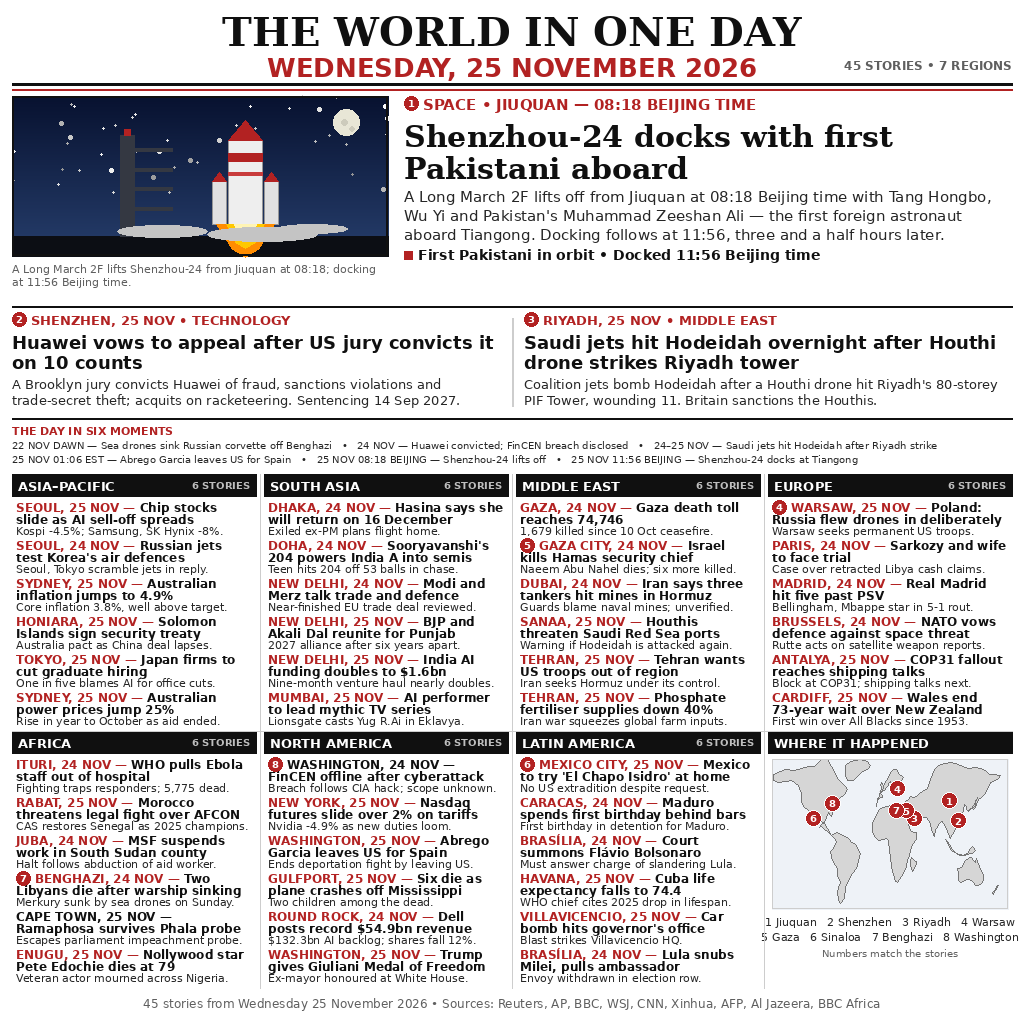 THE WORLD IN ONE DAY
WEDNESDAY, 25 NOVEMBER 2026
45 STORIES • 7 REGIONS
1 SPACE • JIUQUAN — 08:18 BEIJING TIME
Shenzhou-24 docks with first
Pakistani aboard
A Long March 2F lifts off from Jiuquan at 08:18 Beijing time with Tang Hongbo,
Wu Yi and Pakistan's Muhammad Zeeshan Ali — the first foreign astronaut
aboard Tiangong. Docking follows at 11:56, three and a half hours later.
First Pakistani in orbit • Docked 11:56 Beijing time
A Long March 2F lifts Shenzhou-24 from Jiuquan at 08:18; docking
at 11:56 Beijing time.
2 SHENZHEN, 25 NOV • TECHNOLOGY
Huawei vows to appeal after US jury convicts it
on 10 counts
A Brooklyn jury convicts Huawei of fraud, sanctions violations and
trade-secret theft; acquits on racketeering. Sentencing 14 Sep 2027.
3 RIYADH, 25 NOV • MIDDLE EAST
Saudi jets hit Hodeidah overnight after Houthi
drone strikes Riyadh tower
Coalition jets bomb Hodeidah after a Houthi drone hit Riyadh's 80-storey
PIF Tower, wounding 11. Britain sanctions the Houthis.
THE DAY IN SIX MOMENTS
22 NOV DAWN — Sea drones sink Russian corvette off Benghazi • 24 NOV — Huawei convicted; FinCEN breach disclosed • 24–25 NOV — Saudi jets hit Hodeidah after Riyadh strike
25 NOV 01:06 EST — Abrego Garcia leaves US for Spain • 25 NOV 08:18 BEIJING — Shenzhou-24 lifts off • 25 NOV 11:56 BEIJING — Shenzhou-24 docks at Tiangong
ASIA–PACIFIC 6 STORIES
SEOUL, 25 NOV — Chip stocks
slide as AI sell-off spreads
Kospi -4.5%; Samsung, SK Hynix -8%.
SEOUL, 24 NOV — Russian jets
test Korea's air defences
Seoul, Tokyo scramble jets in reply.
SYDNEY, 25 NOV — Australian
inflation jumps to 4.9%
Core inflation 3.8%, well above target.
HONIARA, 25 NOV — Solomon
Islands sign security treaty
Australia pact as China deal lapses.
TOKYO, 25 NOV — Japan firms to
cut graduate hiring
One in five blames AI for office cuts.
SYDNEY, 25 NOV — Australian
power prices jump 25%
Rise in year to October as aid ended.
SOUTH ASIA 6 STORIES
DHAKA, 24 NOV — Hasina says she
will return on 16 December
Exiled ex-PM plans flight home.
DOHA, 24 NOV — Sooryavanshi's
204 powers India A into semis
Teen hits 204 off 53 balls in chase.
NEW DELHI, 24 NOV — Modi and
Merz talk trade and defence
Near-finished EU trade deal reviewed.
NEW DELHI, 25 NOV — BJP and
Akali Dal reunite for Punjab
2027 alliance after six years apart.
NEW DELHI, 25 NOV — India AI
funding doubles to $1.6bn
Nine-month venture haul nearly doubles.
MUMBAI, 25 NOV — AI performer
to lead mythic TV series
Lionsgate casts Yug R.Ai in Eklavya.
MIDDLE EAST 6 STORIES
GAZA, 24 NOV — Gaza death toll
reaches 74,746
1,679 killed since 10 Oct ceasefire.
5 GAZA CITY, 24 NOV — Israel
kills Hamas security chief
Naeem Abu Nahel dies; six more killed.
DUBAI, 24 NOV — Iran says three
tankers hit mines in Hormuz
Guards blame naval mines; unverified.
SANAA, 25 NOV — Houthis
threaten Saudi Red Sea ports
Warning if Hodeidah is attacked again.
TEHRAN, 25 NOV — Tehran wants
US troops out of region
Iran seeks Hormuz under its control.
TEHRAN, 25 NOV — Phosphate
fertiliser supplies down 40%
Iran war squeezes global farm inputs.
EUROPE 6 STORIES
4 WARSAW, 25 NOV — Poland:
Russia flew drones in deliberately
Warsaw seeks permanent US troops.
PARIS, 24 NOV — Sarkozy and wife
to face trial
Case over retracted Libya cash claims.
MADRID, 24 NOV — Real Madrid
hit five past PSV
Bellingham, Mbappe star in 5-1 rout.
BRUSSELS, 24 NOV — NATO vows
defence against space threat
Rutte acts on satellite weapon reports.
ANTALYA, 25 NOV — COP31 fallout
reaches shipping talks
Block at COP31; shipping talks next.
CARDIFF, 25 NOV — Wales end
73-year wait over New Zealand
First win over All Blacks since 1953.
AFRICA 6 STORIES
ITURI, 24 NOV — WHO pulls Ebola
staff out of hospital
Fighting traps responders; 5,775 dead.
RABAT, 24 NOV — Morocco
threatens legal fight over AFCON
CAS restores Senegal as 2025 champions.
JUBA, 24 NOV — MSF suspends
work in South Sudan county
Halt follows abduction of aid worker.
7 BENGHAZI, 24 NOV — Two
Libyans die after warship sinking
Merkury sunk by sea drones on Sunday.
CAPE TOWN, 25 NOV —
Ramaphosa survives Phala probe
Escapes parliament impeachment probe.
ENUGU, 25 NOV — Nollywood star
Pete Edochie dies at 79
Veteran actor mourned across Nigeria.
NORTH AMERICA 6 STORIES
8 WASHINGTON, 24 NOV —
FinCEN offline after cyberattack
Breach follows CIA hack; scope unknown.
NEW YORK, 25 NOV — Nasdaq
futures slide over 2% on tariffs
Nvidia -4.9% as new duties loom.
WASHINGTON, 25 NOV — Abrego
Garcia leaves US for Spain
Ends deportation fight by leaving US.
GULFPORT, 25 NOV — Six die as
plane crashes off Mississippi
Two children among the dead.
ROUND ROCK, 24 NOV — Dell
posts record $54.9bn revenue
$132.3bn AI backlog; shares fall 12%.
WASHINGTON, 25 NOV — Trump
gives Giuliani Medal of Freedom
Ex-mayor honoured at White House.
LATIN AMERICA 6 STORIES
6 MEXICO CITY, 25 NOV — Mexico
to try 'El Chapo Isidro' at home
No US extradition despite request.
CARACAS, 24 NOV — Maduro
spends first birthday behind bars
First birthday in detention for Maduro.
BRASÍLIA, 24 NOV — Court
summons Flávio Bolsonaro
Must answer charge of slandering Lula.
HAVANA, 25 NOV — Cuba life
expectancy falls to 74.4
WHO chief cites 2025 drop in lifespan.
VILLAVICENCIO, 25 NOV — Car
bomb hits governor's office
Blast strikes Villavicencio HQ.
BRASÍLIA, 24 NOV — Lula snubs
Milei, pulls ambassador
Envoy withdrawn in election row.
WHERE IT HAPPENED
4
8
1
7 5
6
3
2
1 Jiuquan 2 Shenzhen 3 Riyadh 4 Warsaw
5 Gaza 6 Sinaloa 7 Benghazi 8 Washington
Numbers match the stories
45 stories from Wednesday 25 November 2026 • Sources: Reuters, AP, BBC, WSJ, CNN, Xinhua, AFP, Al Jazeera, BBC Africa